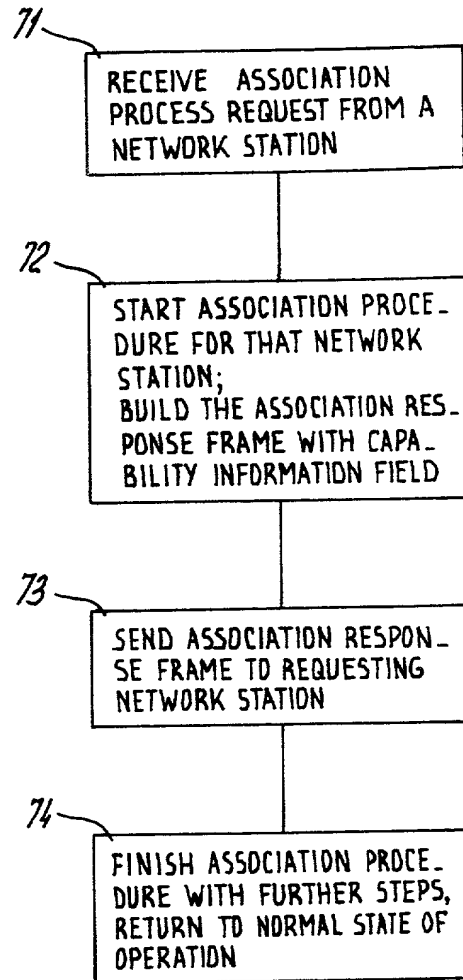 71
RECEIVE ASSOCIATION
PROCESS REQUEST FROM A
NETWORK STATION
72
START ASSOCIATION PROCE_
DURE FOR THAT NETWORK
STATION;
BUILD THE ASSOCIATION RES_
PONSE FRAME WITH CAPA_
BILITY INFORMATION FIELD
73
SEND ASSOCIATION RESPON_
SE FRAME TO REQUESTING
NETWORK STATION
74
FINISH ASSOCIATION PROCE_
DURE WITH FURTHER STEPS,
RETURN TO NORMAL STATE OF
OPERATION